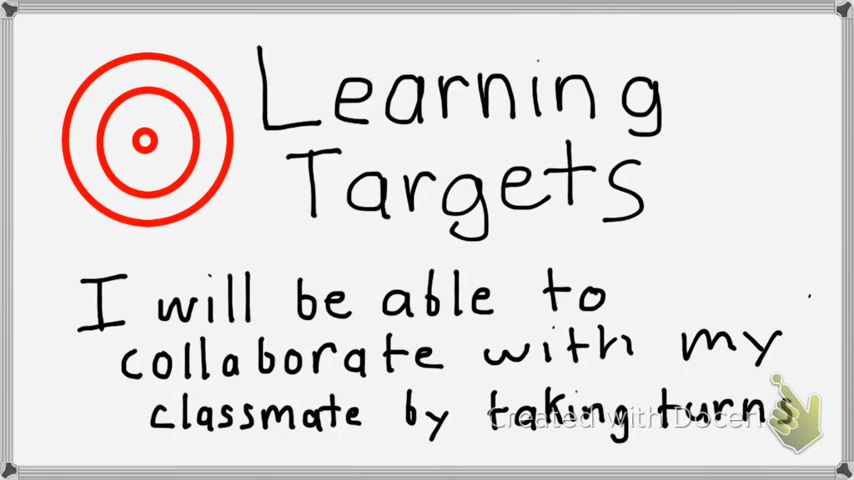 Learning
Targets
I will be able to
collaborate with my
classmate by taking turns
Created with Doceri